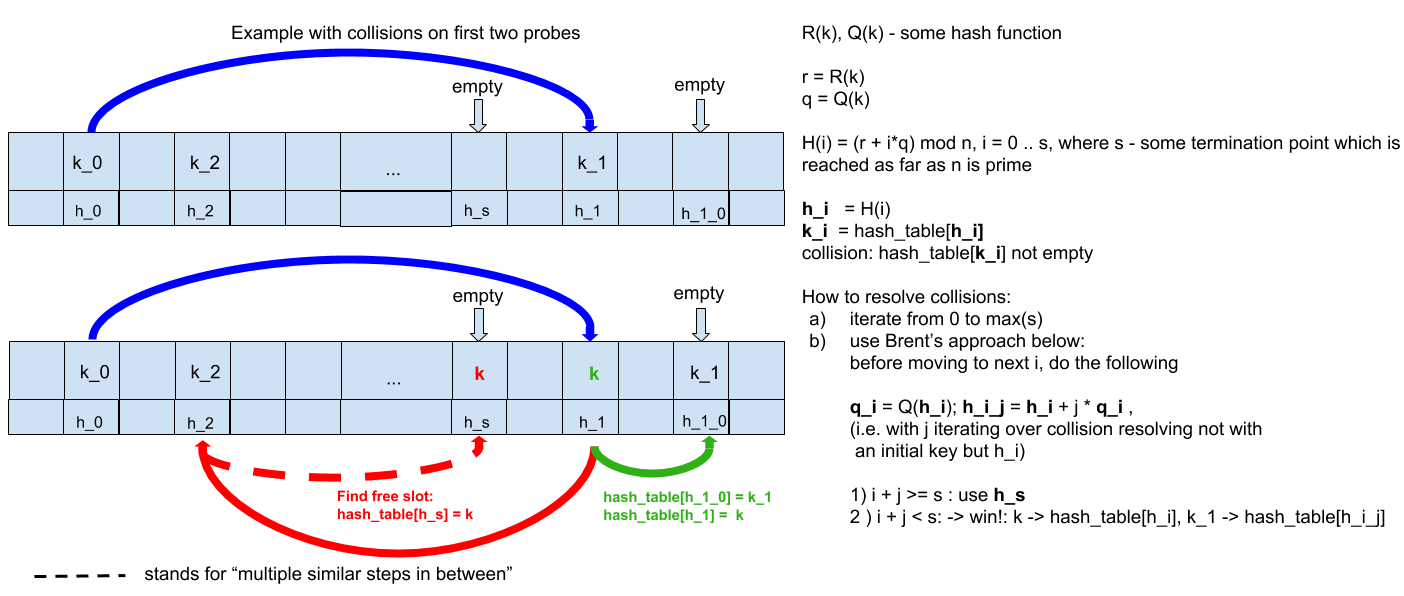 Example with collisions on first two probes
empty
empty
k_0
k_2
...
k_1
h_0
h_2
h_s
h_1
h_1_0
empty
empty
k_0
k_2
...
k
k
k_1
h_0
h_2
h_s
h_1
h_1_0
Find free slot:
hash_table[h_s] = k
hash_table[h_1_0] = k_1
hash_table[h_1] = k
stands for “multiple similar steps in between”
R(k), Q(k) - some hash function
r = R(k)
q = Q(k)
H(i) = (r + i*q) mod n, i = 0 .. s, where s - some termination point which is
reached as far as n is prime
h_i = H(i)
k_i = hash_table[h_i]
collision: hash_table[k_i] not empty
How to resolve collisions:
a) iterate from 0 to max(s)
b) use Brent’s approach below:
before moving to next i, do the following
q_i = Q(h_i); h_i_j = h_i + j * q_i ,
(i.e. with j iterating over collision resolving not with
an initial key but h_i)
1) i + j >= s : use h_s
2 ) i + j < s: -> win!: k -> hash_table[h_i], k_1 -> hash_table[h_i_j]